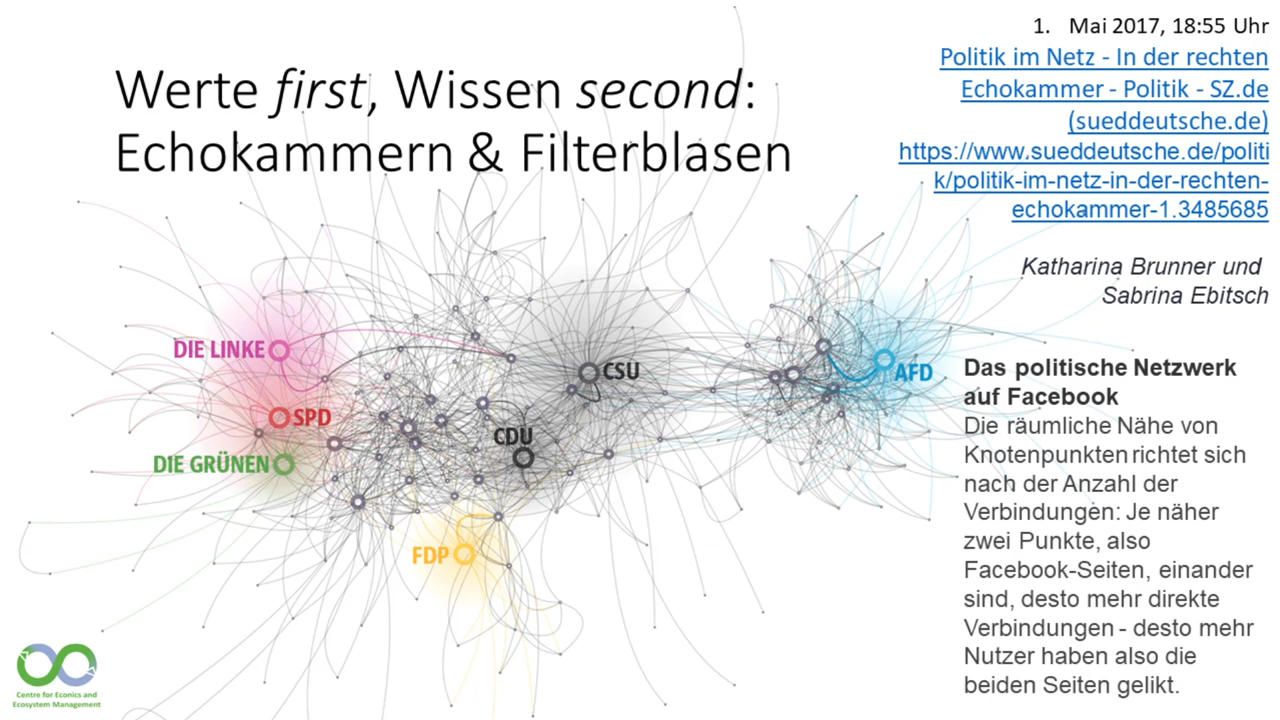 Werte first, Wissen second:
Echokammern & Filterblasen
1. Mai 2017, 18:55 Uhr
Politik im Netz - In der rechten
Echokammer - Politik - SZ.de
(sueddeutsche.de)
https://www.sueddeutsche.de/politi
k/politik-im-netz-in-der-rechten-
echokammer-1.3485685
Katharina Brunner und
Sabrina Ebitsch
DIE LINKE
SPD
DIE GRÜNEN
CSU
CDU
FDP
AFD
Das politische Netzwerk
auf Facebook
Die räumliche Nähe von
Knotenpunkten richtet sich
nach der Anzahl der
Verbindungen: Je näher
zwei Punkte, also
Facebook-Seiten, einander
sind, desto mehr direkte
Verbindungen - desto mehr
Nutzer haben also die
beiden Seiten gelikt.
Centre for Econics and
Ecosystem Management